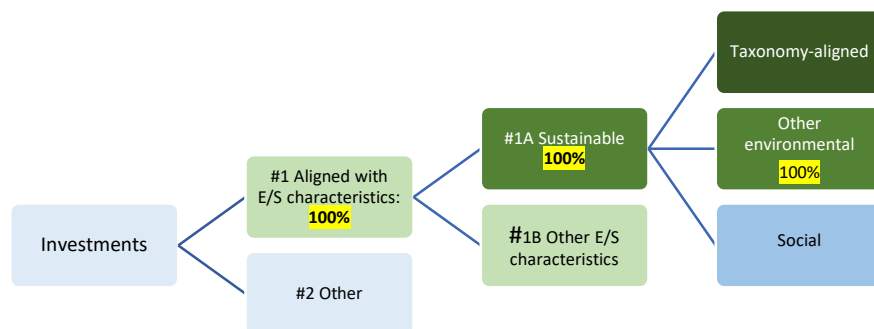 Investments
#1 Aligned with
E/S characteristics:
100%
#2 Other
#1A Sustainable
100%
#1B Other E/S
characteristics
Taxonomy-aligned
Other
environmental
100%
Social